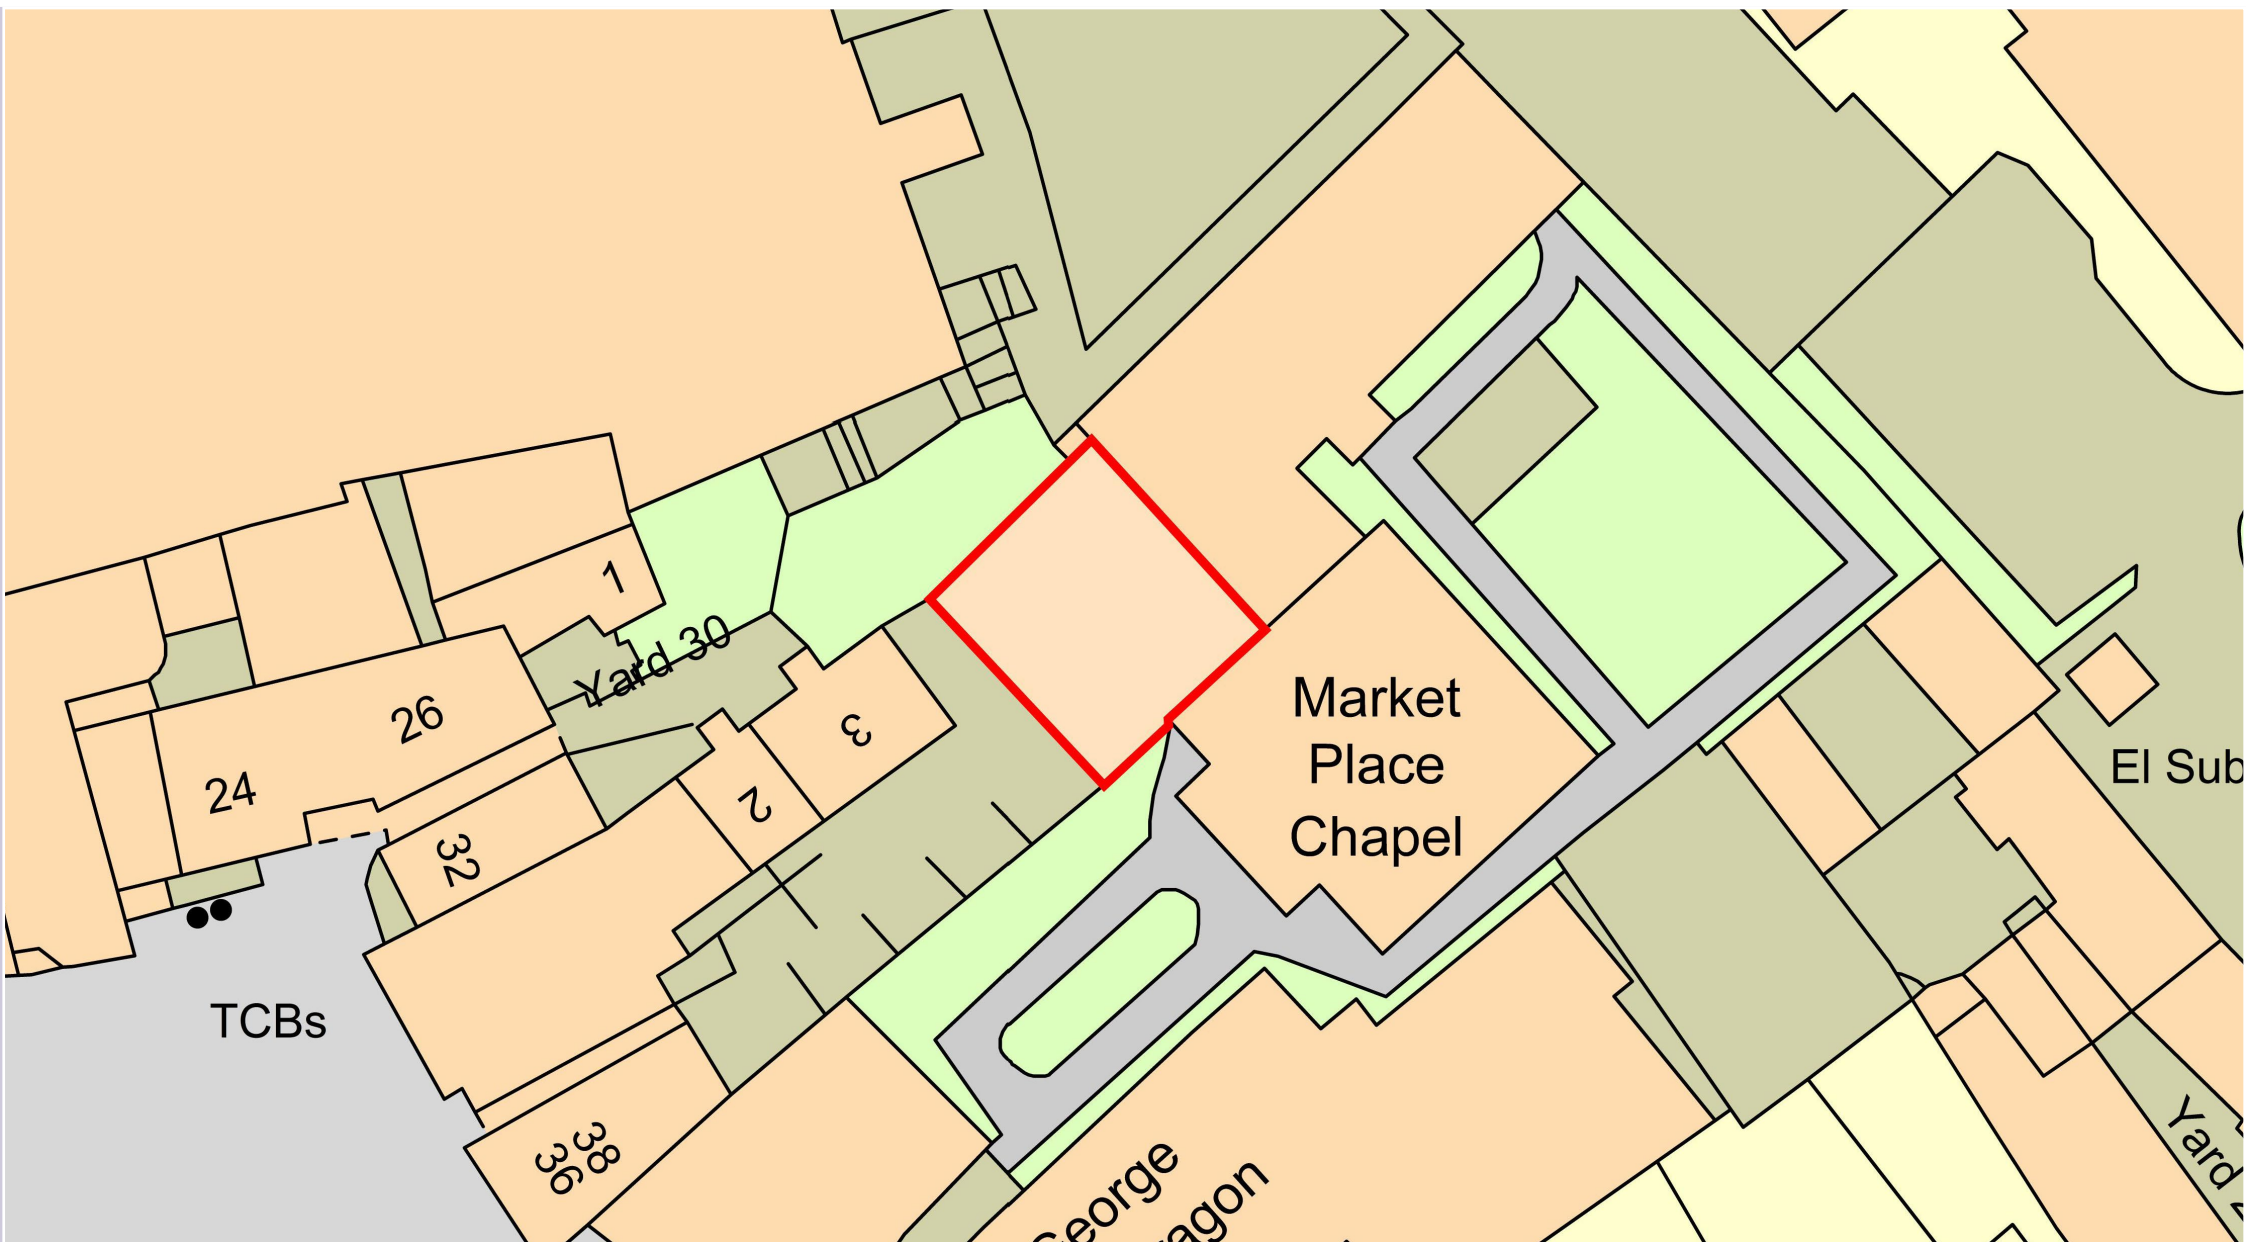 1
Yard 30
26
24
3
2
32
Market
Place
Chapel
El Sub
TCBs
38
36
George
Yard